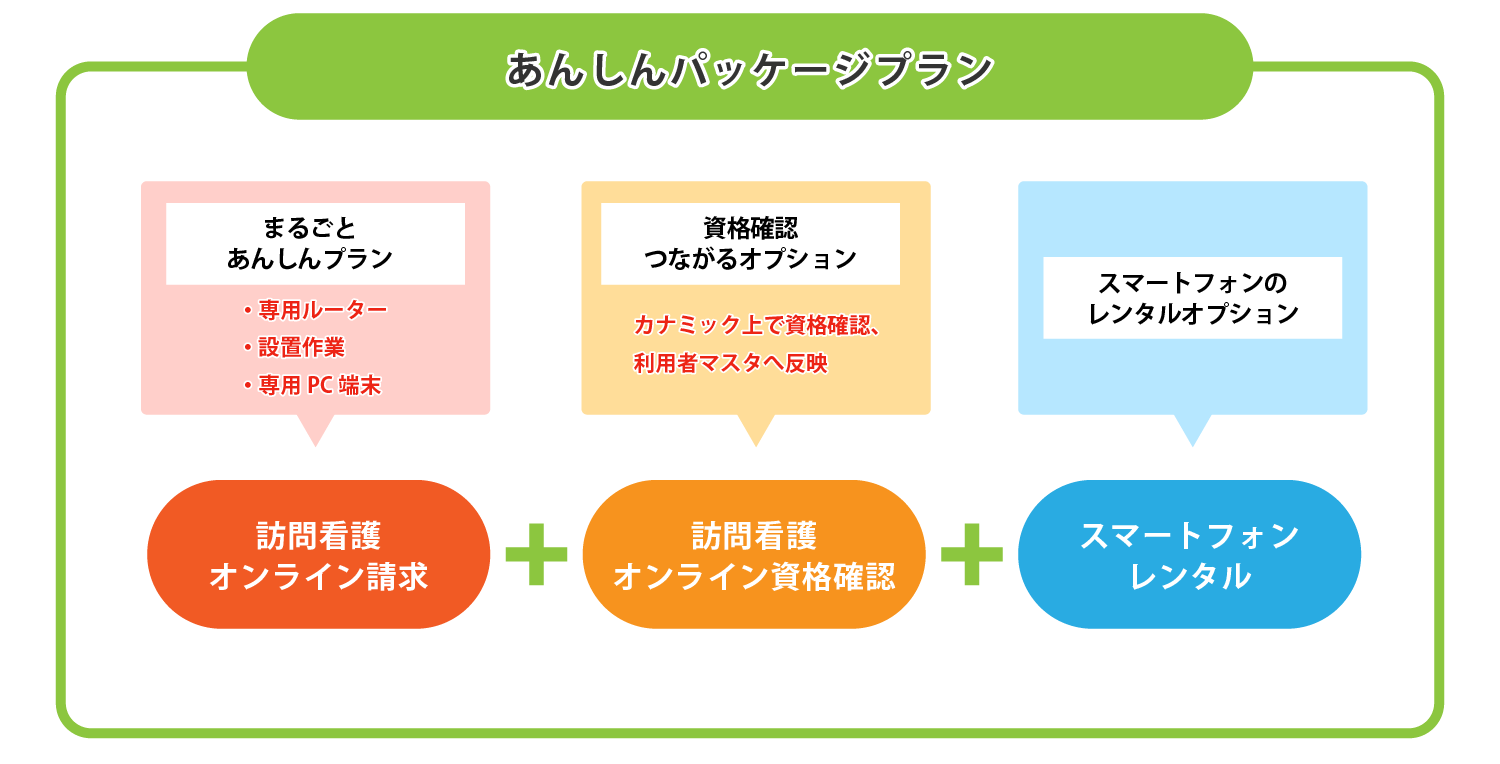 あんしんパッケージプラン
まるごと
あんしんプラン
・専用ルーター
・設置作業
・専用 PC 端末
資格確認
つながるオプション
カナミック上で資格確認、
利用者マスタへ反映
スマートフォンの
レンタルオプション
訪問看護
オンライン請求
+
訪問看護
オンライン資格確認
+
スマートフォン
レンタル